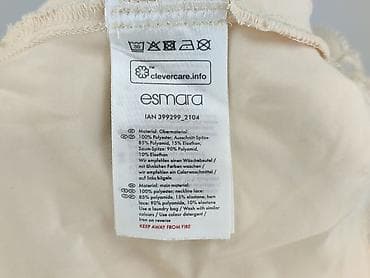 clevercare.info
esmara
IAN 399299_2104
Material: Obermaterial:
100% Polyester; Ausschnitt-Spitze:
85% Polyamid, 15% Elasthan;
Saum-Spitze: 90% Polyamid,
10% Elasthan
Wir empfehlen einen Wäschebeutel /
mit ähnlichen Farben waschen /
Wir empfehlen ein Colorwaschmittel /
auf links bügeln
Material: main material:
100% polyester; neckline lace:
85% polyamide, 15% elastane; hem
lace: 90% polyamide, 10% elastane
Use a laundry bag / Wash with similar
colours / Use colour detergent /
Iron on reverse
KEEP AWAY FROM FIRE